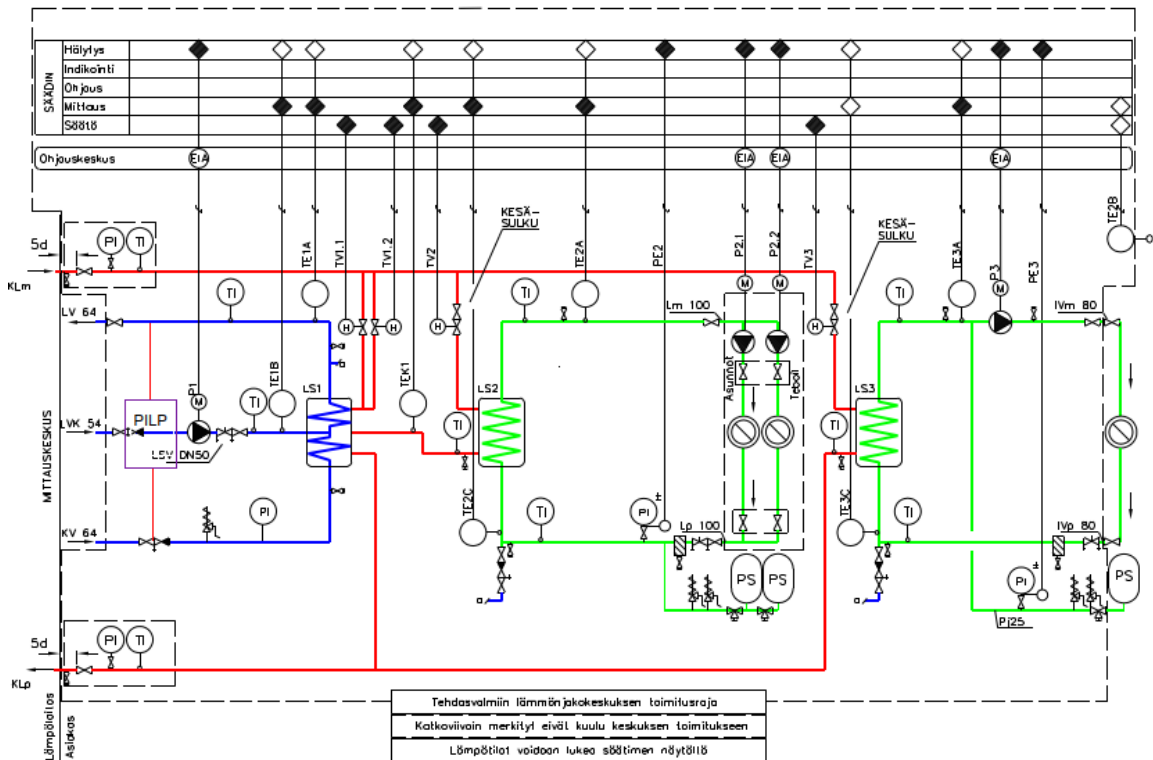 SÄÄDIN
Hälytys
Indikointi
Ohjaus
Mittaus
Säätö
Ohjauskeskus
EIA
EIA
EIA
EIA
5d
PI
TI
KLm
TE1A
TV1.1
TV1.2
TV2
KESÄ-
SULKU
TE2A
PE2
P2.1
P2.2
TV3
KESÄ-
SULKU
TE3A
P3
PE3
TE2B
LV 64
TI
H
H
H
TI
Lm 100
M
M
H
TI
M
IVm 80
P1
TE1B
LS1
TEK1
LS2
Asunnot
Teboil
LS3
M
TI
PILP
LVK 54
LSV DN50
TI
TI
MITTAUSKESKUS
TE2C
TE3C
KV 64
PI
TI
PI
Lp 100
TI
IVp 80
PS
PS
PI
PS
Pj25
5d
PI
TI
KLp
Lämpölaitos
Asiakas
Tehdasvalmiin lämmönjakokeskuksen toimitusraja
Katkoviivoin merkityt eivät kuulu keskuksen toimitukseen
Lämpötilat voidaan lukea säätimen näytöltä